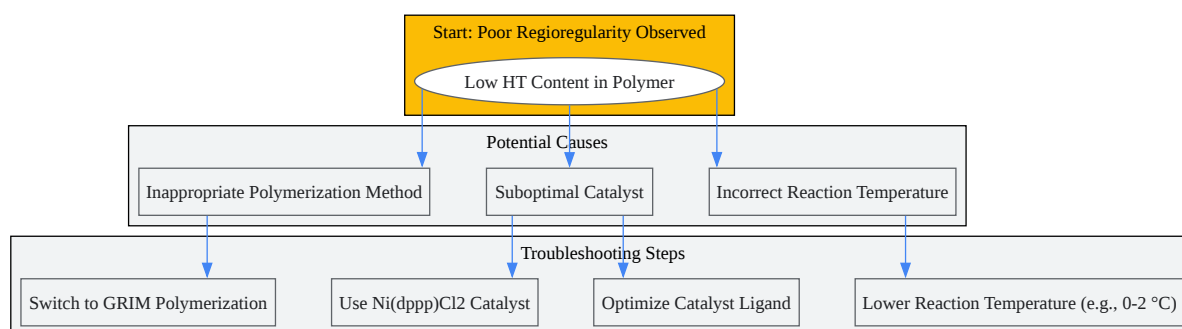 Start: Poor Regioregularity Observed
Low HT Content in Polymer
Potential Causes
Inappropriate Polymerization Method
Suboptimal Catalyst
Incorrect Reaction Temperature
Troubleshooting Steps
Switch to GRIM Polymerization
Use Ni(dppp)Cl2 Catalyst
Optimize Catalyst Ligand
Lower Reaction Temperature (e.g., 0-2 °C)